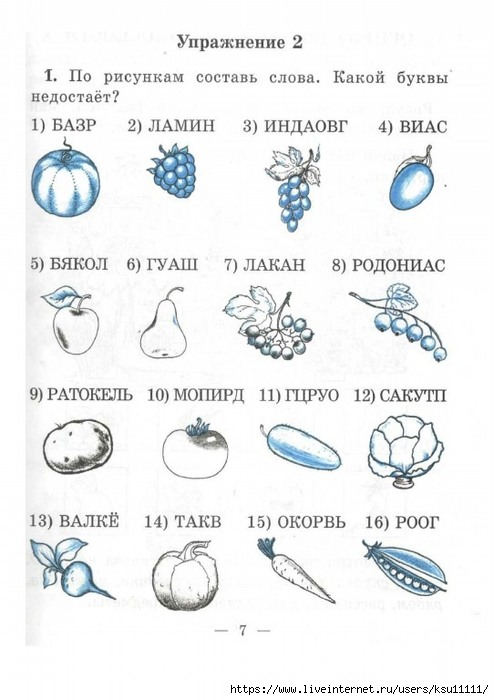 Упражнение 2
1. По рисункам составь слова. Какой буквы
недостаёт?
1) БАЗР 2) ЛАМИН 3) ИНДАОВГ 4) ВИАС
5) БЯКОЛ 6) ГУАШ 7) ЛАКАН 8) РОДОНИАС
9) РАТОКЕЛЬ 10) МОПИРД 11) ГЦРУО 12) САКУТП
13) ВАЛКЁ 14) ТАКВ 15) ОКОРВЬ 16) РООГ
— 7 —
https://www.liveinternet.ru/users/ksu11111/